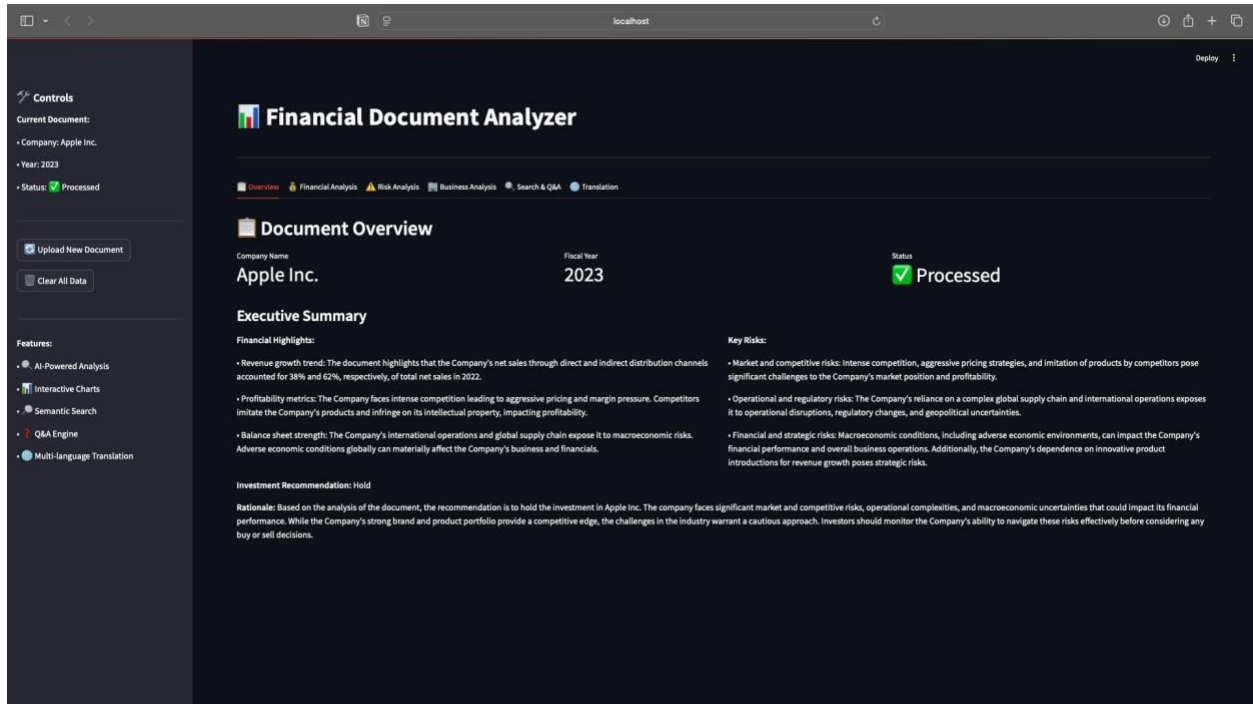 localhost
Deploy
Controls
Current Document:
• Company: Apple Inc.
• Year: 2023
• Status: ✅ Processed
Upload New Document
Clear All Data
Features:
• AI-Powered Analysis
• Interactive Charts
• Semantic Search
• Q&A Engine
• Multi-language Translation
Financial Document Analyzer
Overview Financial Analysis Risk Analysis Business Analysis Search & Q&A Translation
Document Overview
Company Name Fiscal Year Status
Apple Inc. 2023 ✅ Processed
Executive Summary
Financial Highlights:
• Revenue growth trend: The document highlights that the Company's net sales through direct and indirect distribution channels
accounted for 38% and 62%, respectively, of total net sales in 2022.
• Profitability metrics: The Company faces intense competition leading to aggressive pricing and margin pressure. Competitors
imitate the Company's products and infringe on its intellectual property, impacting profitability.
• Balance sheet strength: The Company's international operations and global supply chain expose it to macroeconomic risks.
Adverse economic conditions globally can materially affect the Company's business and financials.
Key Risks:
• Market and competitive risks: Intense competition, aggressive pricing strategies, and imitation of products by competitors pose
significant challenges to the Company's market position and profitability.
• Operational and regulatory risks: The Company's reliance on a complex global supply chain and international operations exposes
it to operational disruptions, regulatory changes, and geopolitical uncertainties.
• Financial and strategic risks: Macroeconomic conditions, including adverse economic environments, can impact the Company's
financial performance and overall business operations. Additionally, the Company's dependence on innovative product
introductions for revenue growth poses strategic risks.
Investment Recommendation: Hold
Rationale: Based on the analysis of the document, the recommendation is to hold the investment in Apple Inc. The company faces significant market and competitive risks, operational complexities, and macroeconomic uncertainties that could impact its financial
performance. While the Company's strong brand and product portfolio provide a competitive edge, the challenges in the industry warrant a cautious approach. Investors should monitor the Company's ability to navigate these risks effectively before considering any
buy or sell decisions.